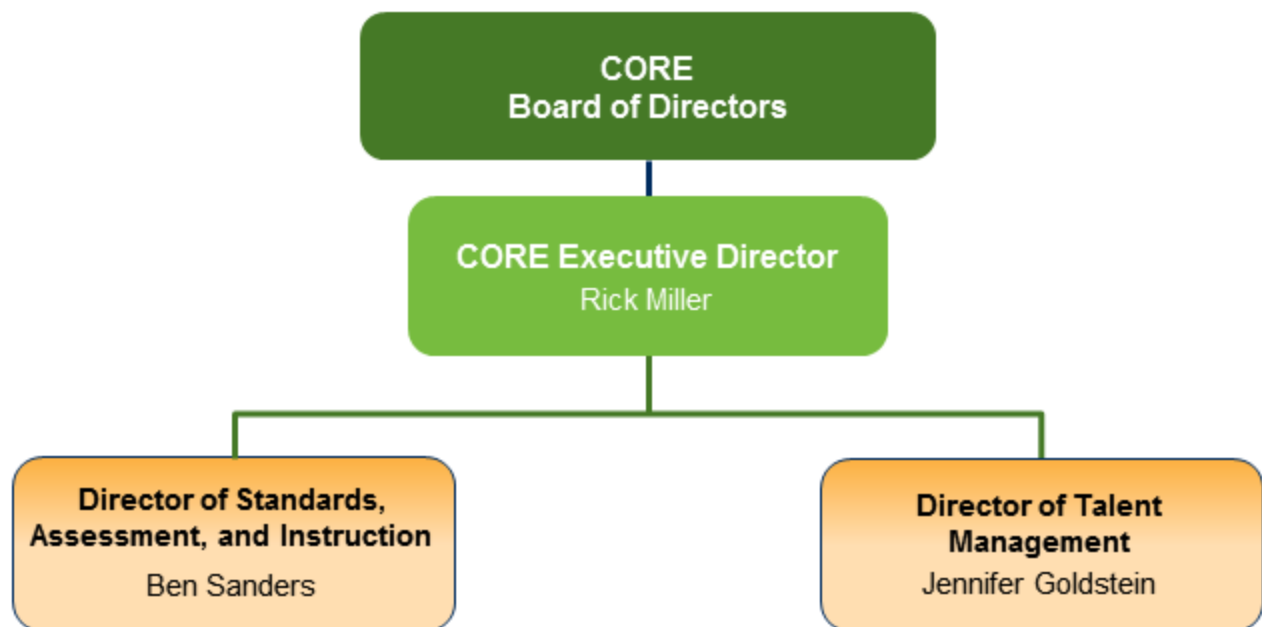 CORE
Board of Directors
CORE Executive Director
Rick Miller
Director of Standards,
Assessment, and Instruction
Ben Sanders
Director of Talent
Management
Jennifer Goldstein